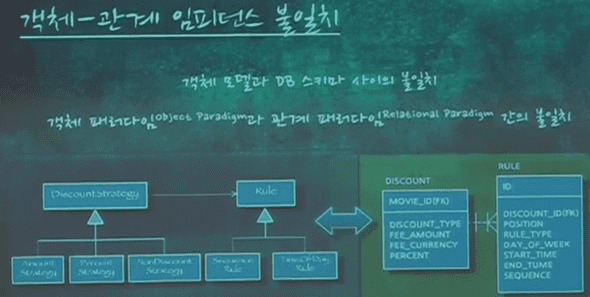 객체-관계 임피던스 불일치
객체 모델과 DB 스키마 사이의 불일치
객체 패러다임Object Paradigm과 관계 패러다임Relational Paradigm 간의 불일치
DiscountStrategy
Rule
Amount
Strategy
Percent
Strategy
NonDiscount
Strategy
Sequence
Rule
TimeOfDay
Rule
DISCOUNT
MOVIE_ID(FK)
DISCOUNT_TYPE
FEE_AMOUNT
FEE_CURRENCY
PERCENT
RULE
ID
DISCOUNT_ID(FK)
POSITION
RULE_TYPE
DAY_OF_WEEK
START_TIME
END_TUME
SEQUENCE